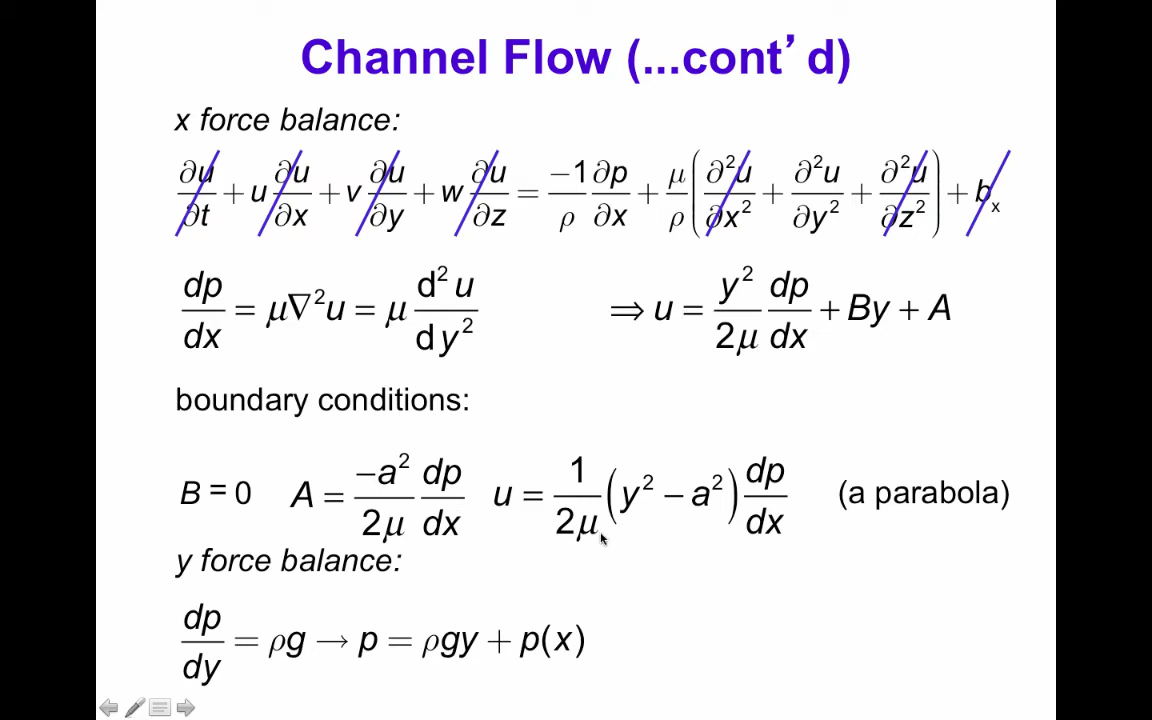 Channel Flow (...cont’d)
x force balance:
∂u/∂t + u ∂u/∂x + v ∂u/∂y + w ∂u/∂z = −1/ρ ∂p/∂x + μ/ρ (∂²u/∂x² + ∂²u/∂y² + ∂²u/∂z²) + bₓ
dp/dx = μ∇²u = μ d²u/dy² ⇒ u = y²/2μ dp/dx + By + A
boundary conditions:
B = 0 A = −a²/2μ dp/dx u = 1/2μ (y² − a²) dp/dx (a parabola)
y force balance:
dp/dy = ρg → p = ρgy + p(x)